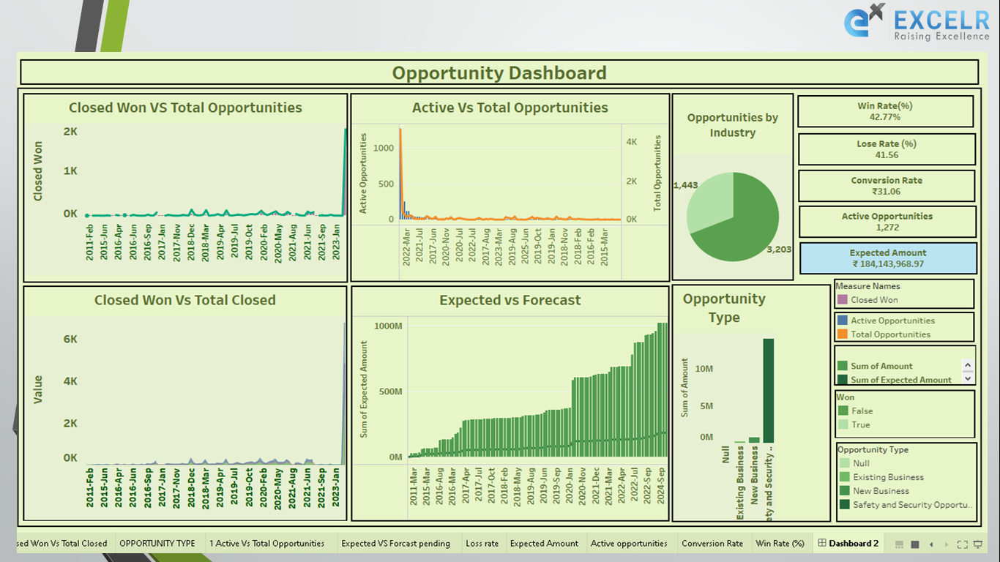 EXCELR
Raising Excellence
Opportunity Dashboard
Closed Won VS Total Opportunities
Closed Won
2K
1K
0K
2011-Feb
2015-Jun
2016-Apr
2016-Jun
2016-Sep
2017-Jan
2017-Nov
2018-Dec
2018-Mar
2019-Apr
2019-Jul
2019-Oct
2020-Feb
2020-May
2021-Aug
2021-Jun
2021-Sep
2023-Jan
Active Vs Total Opportunities
Active Opportunities
1000
500
0
Total Opportunities
4K
2K
0K
2022-Mar
2021-Jul
2017-Jun
2020-Nov
2020-Jul
2022-Jul
2017-Aug
2023-Mar
2019-Aug
2025-Jun
2019-Oct
2019-Jan
2018-Nov
2018-Feb
2016-Feb
2015-Mar
Opportunities by
Industry
1,443
3,203
Win Rate(%)
42.77%
Lose Rate (%)
41.56
Conversion Rate
₹31.06
Active Opportunities
1,272
Expected Amount
₹ 184,143,968.97
Closed Won Vs Total Closed
Value
6K
4K
2K
0K
2011-Feb
2015-Jun
2016-Apr
2016-Jun
2016-Sep
2017-Jan
2017-Nov
2018-Dec
2018-Mar
2019-Apr
2019-Jul
2019-Oct
2020-Feb
2020-May
2021-Aug
2021-Jun
2021-Sep
2023-Jan
Expected vs Forecast
Sum of Expected Amount
1000M
500M
0M
2011-Mar
2015-Mar
2016-Aug
2016-Mar
2017-Apr
2017-Jul
2017-Oct
2018-Feb
2018-May
2019-Aug
2019-Jun
2019-Sep
2020-Jan
2020-Nov
2021-Dec
2021-Mar
2022-Apr
2022-Jul
2022-Sep
2024-Sep
Opportunity
Type
Sum of Amount
10M
5M
0M
Null
Existing Business
New Business
ety and Security ..
Measure Names
Closed Won
Active Opportunities
Total Opportunities
Sum of Amount
Sum of Expected Amount
Won
False
True
Opportunity Type
Null
Existing Business
New Business
Safety and Security Opportu..
sed Won Vs Total Closed
OPPORTUNITY TYPE
1 Active Vs Total Opportunities
Expected VS Forcast pending
Loss rate
Expected Amount
Active opportunities
Conversion Rate
Win Rate (%)
Dashboard 2